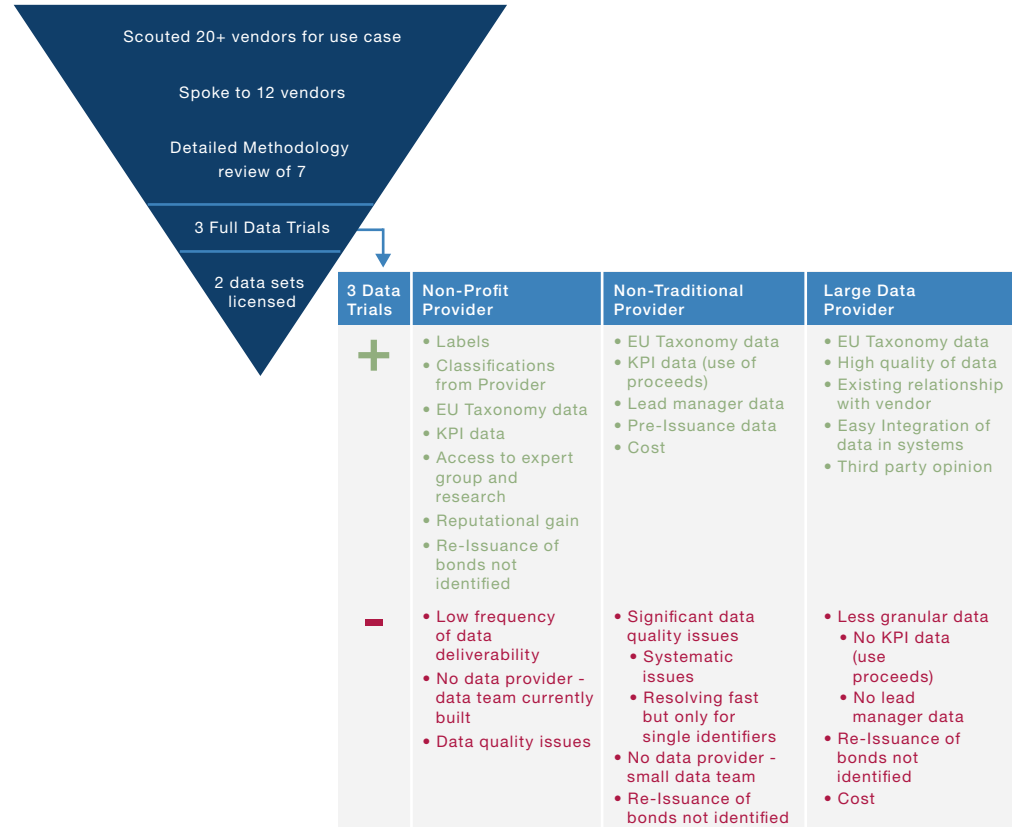 Scouted 20+ vendors for use case
Spoke to 12 vendors
Detailed Methodology
review of 7
3 Full Data Trials
2 data sets
licensed
3 Data
Trials
Non-Profit
Provider
Non-Traditional
Provider
Large Data
Provider
+
• Labels
• Classifications
from Provider
• EU Taxonomy data
• KPI data
• Access to expert
group and
research
• Reputational gain
• Re-Issuance of
bonds not
identified
• EU Taxonomy data
• KPI data (use of
proceeds)
• Lead manager data
• Pre-Issuance data
• Cost
• EU Taxonomy data
• High quality of data
• Existing relationship
with vendor
• Easy Integration of
data in systems
• Third party opinion
-
• Low frequency
of data
deliverability
• No data provider -
data team currently
built
• Data quality issues
• Significant data
quality issues
• Systematic
issues
• Resolving fast
but only for
single identifiers
• No data provider -
small data team
• Re-Issuance of
bonds not identified
• Less granular data
• No KPI data
(use
proceeds)
• No lead
manager data
• Re-Issuance of
bonds not
identified
• Cost